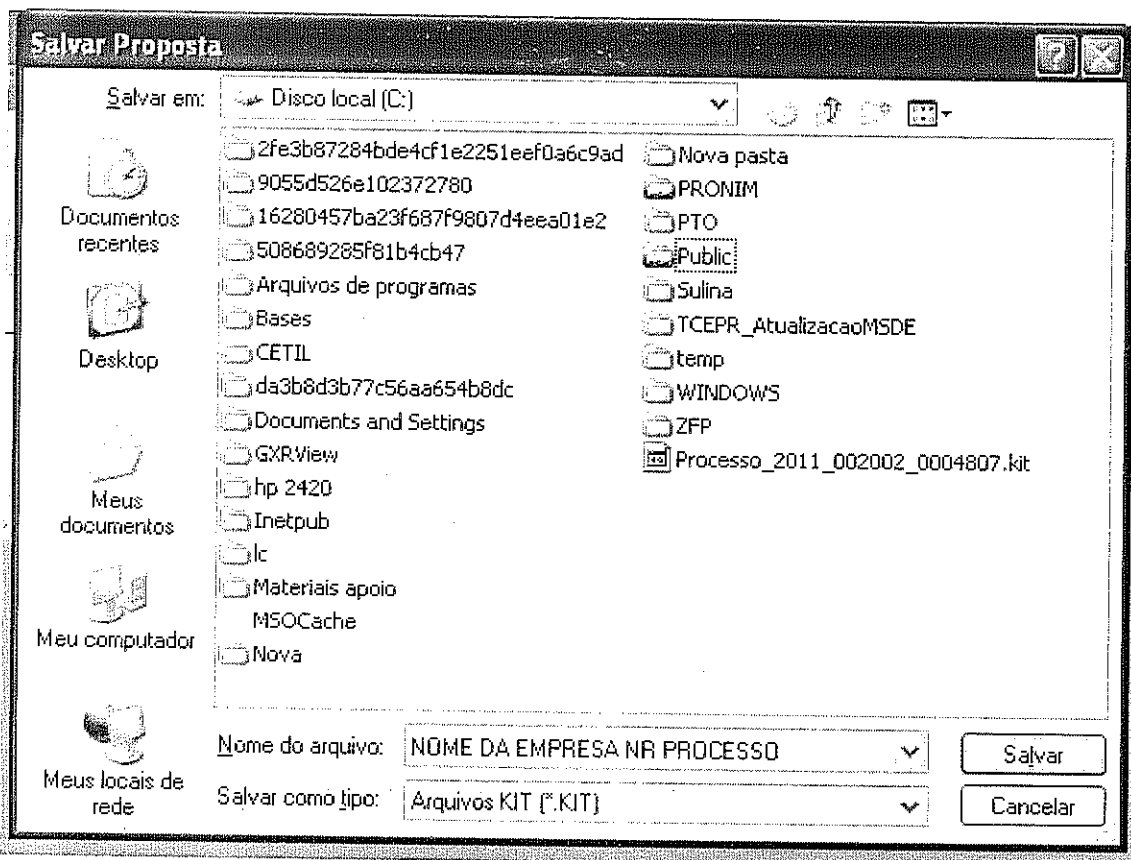 Salvar Proposta
Salvar em:
Disco local (C:)
Documentos
recentes
Desktop
Meus
documentos
Meu computador
Meus locais de
rede
2fe3b87284bde4cf1e2251eef0a6c9ad
9055d526e102372780
16280457ba23f687f9807d4eea01e2
508689285f81b4cb47
Arquivos de programas
Bases
CETIL
da3b8d3b77c56aa654b8dc
Documents and Settings
GXRView
hp 2420
Inetpub
lc
Materiais apoio
MSOCache
Nova
Nova pasta
PRONIM
PTO
Public
Sulina
TCEPR_AtualizacaoMSDE
temp
WINDOWS
ZFP
Processo_2011_002002_0004807.kit
Nome do arquivo:
NOME DA EMPRESA NR PROCESSO
Salvar
Salvar como tipo:
Arquivos KIT (*.KIT)
Cancelar